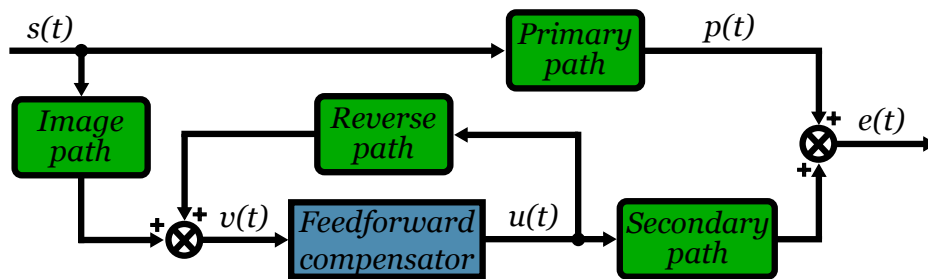 s(t)
Primary
path
p(t)
Image
path
Reverse
path
+
e(t)
+
+
+
v(t)
Feedforward
compensator
u(t)
Secondary
path